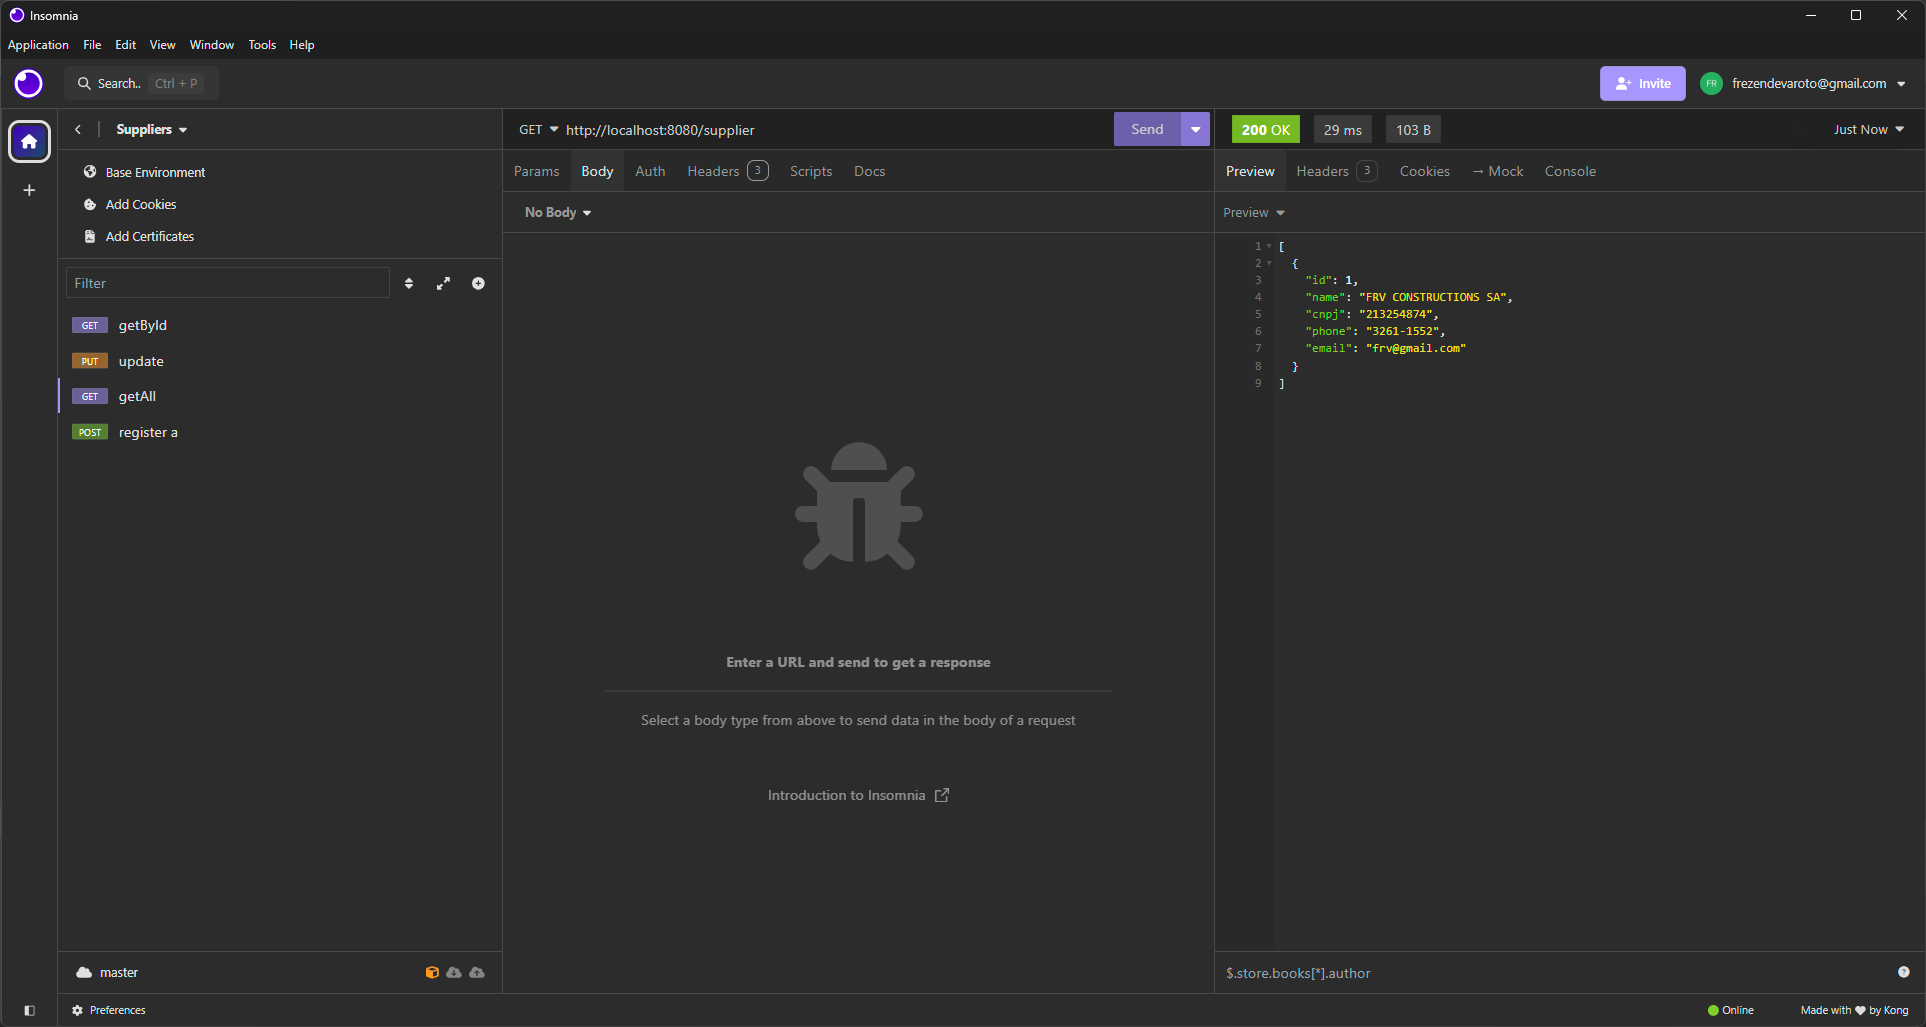 Insomnia
Application File Edit View Window Tools Help
Search.. Ctrl + P
Invite
FR frezendevaroto@gmail.com
Suppliers
Base Environment
Add Cookies
Add Certificates
Filter
GET getById
PUT update
GET getAll
POST register a
master
Preferences
GET http://localhost:8080/supplier Send
Params Body Auth Headers 3 Scripts Docs
No Body
Enter a URL and send to get a response
Select a body type from above to send data in the body of a request
Introduction to Insomnia
200 OK 29 ms 103 B Just Now
Preview Headers 3 Cookies → Mock Console
Preview
1 [
2 {
3 "id": 1,
4 "name": "FRV CONSTRUCTIONS SA",
5 "cnpj": "213254874",
6 "phone": "3261-1552",
7 "email": "frv@gmail.com"
8 }
9 ]
$.store.books[*].author
Online Made with ❤ by Kong